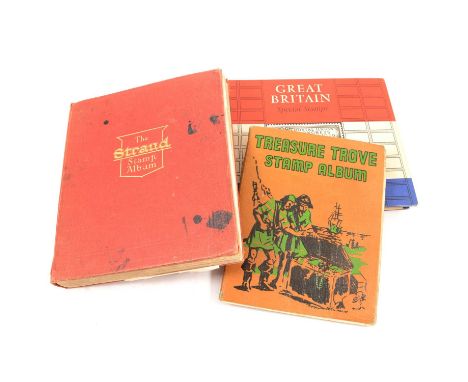 The
Strand
Stamp
Album
GREAT
BRITAIN
Special Stamps
TREASURE TROVE
STAMP ALBUM